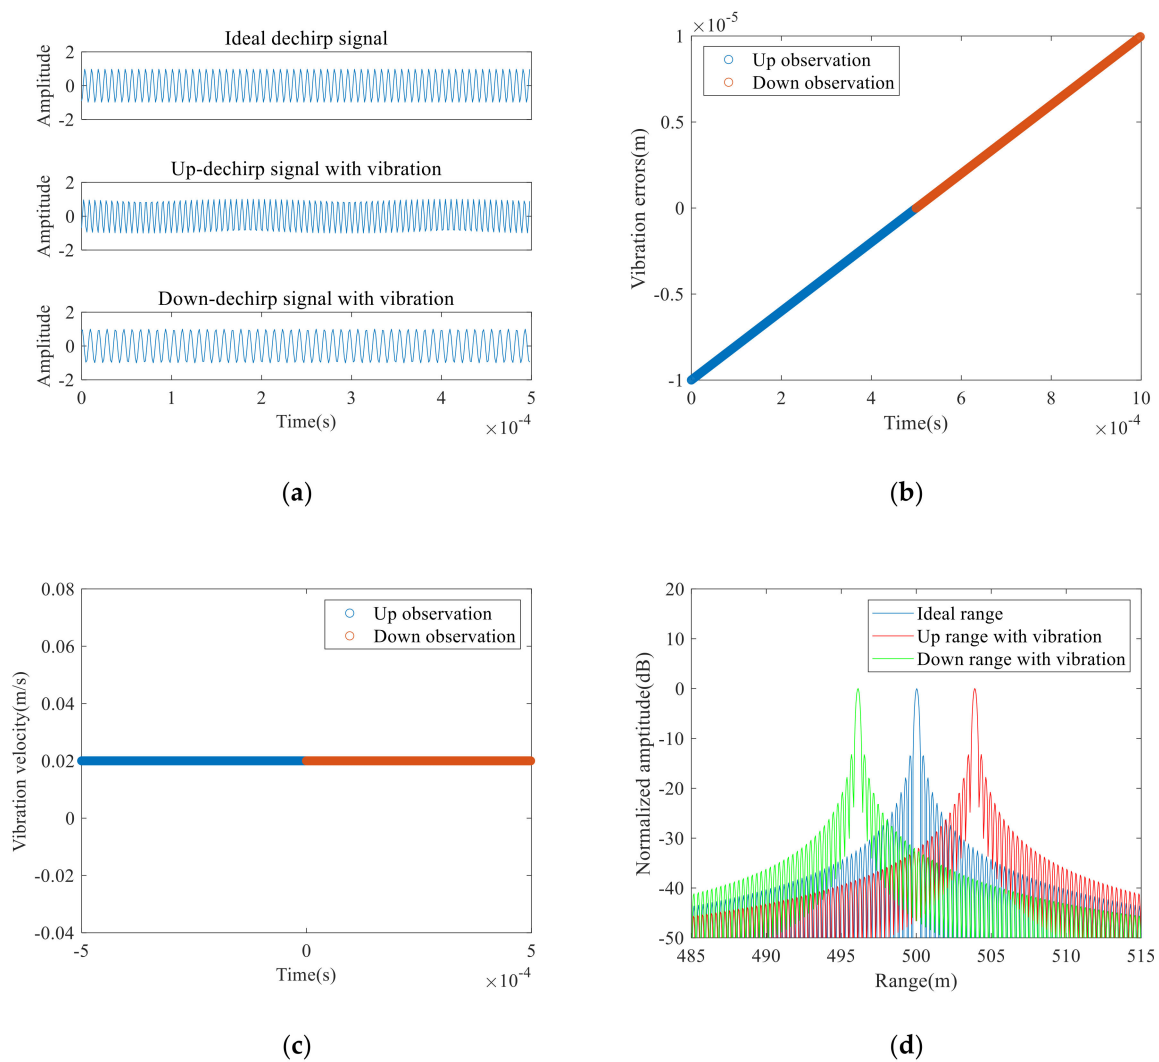 Ideal dechirp signal
2
0
-2
Amplitude
Up-dechirp signal with vibration
2
0
-2
Amptitude
Down-dechirp signal with vibration
2
0
-2
Amplitude
0 1 2 3 4 5
Time(s)
×10-4
(a)
×10-5
1
0.5
0
-0.5
-1
Vibration errors(m)
Up observation
Down observation
0 2 4 6 8 10
Time(s)
×10-4
(b)
0.08
0.06
0.04
0.02
0
-0.02
-0.04
Vibration velocity(m/s)
Up observation
Down observation
-5 0 5
Time(s)
×10-4
(c)
20
10
0
-10
-20
-30
-40
-50
Normalized amptitude(dB)
Ideal range
Up range with vibration
Down range with vibration
485 490 495 500 505 510 515
Range(m)
(d)